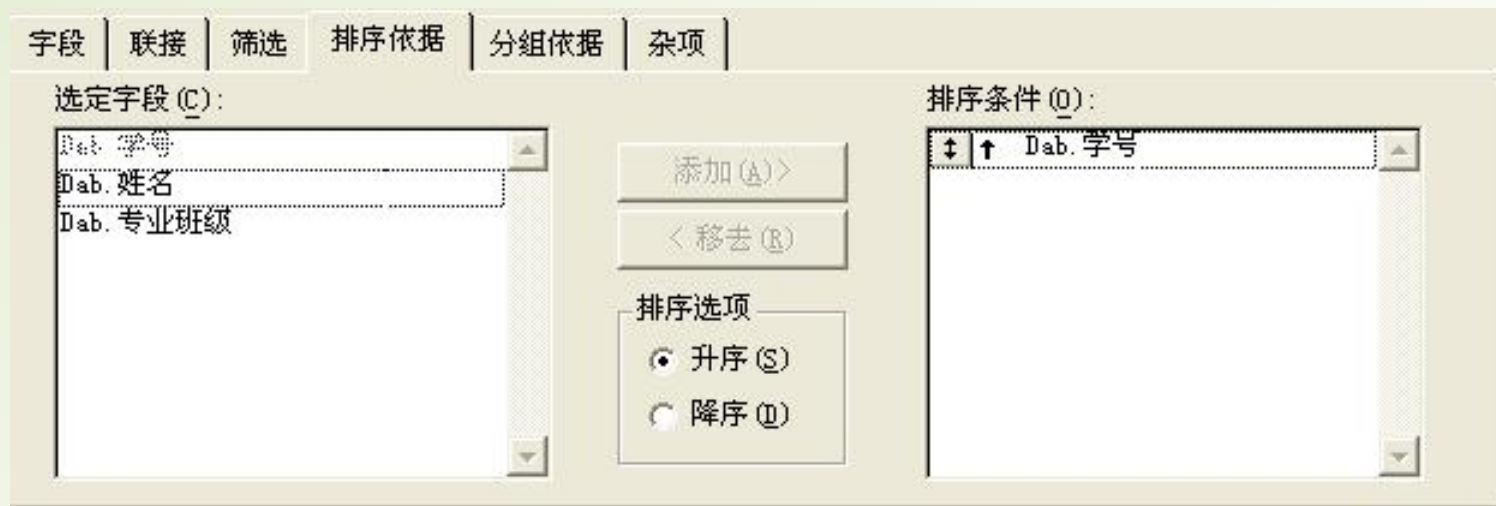 字段 联接 筛选 排序依据 分组依据 杂项
选定字段(C):
Dab.学号
Dab.姓名
Dab.专业班级
添加(A)>
<移去(R)
排序选项
升序(S)
降序(D)
排序条件(O):
Dab.学号